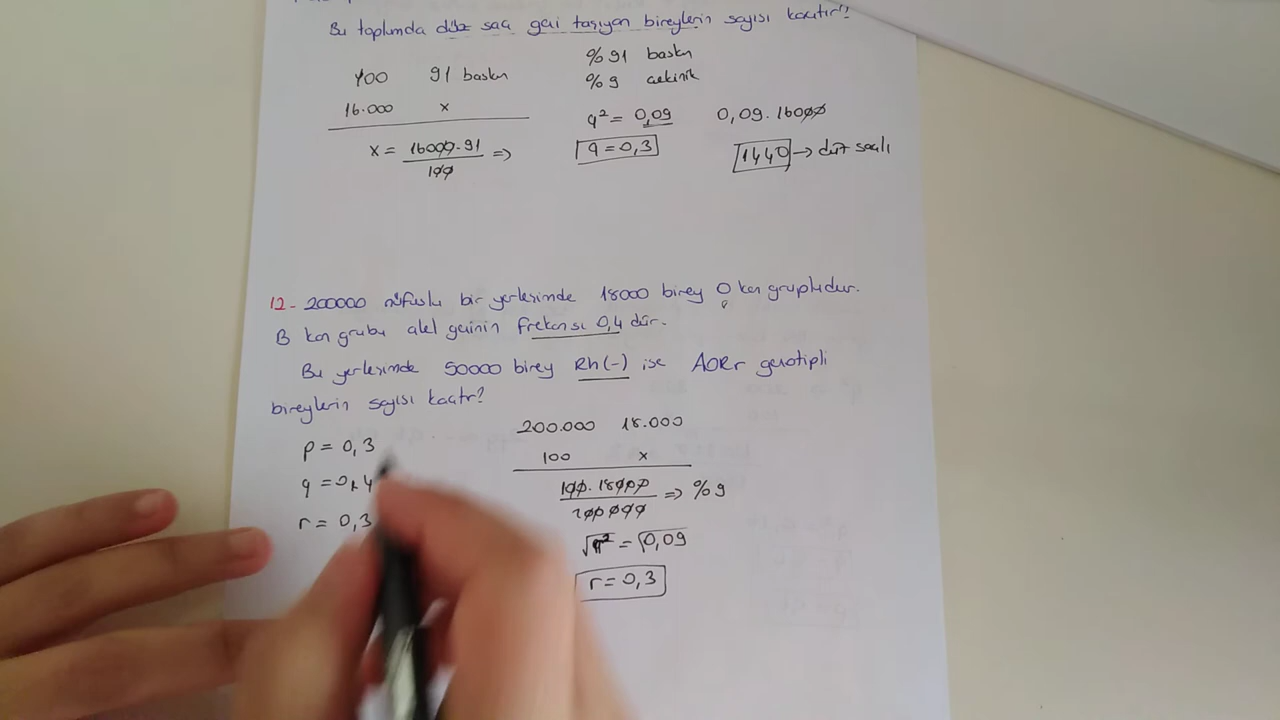 Bu toplumda düz saç geni taşıyan bireylerin sayısı kaçtır?
100 91 baskın
16.000 x
x = 16000.91 / 100 =>
%91 baskın
%9 çekinik
q² = 0,09
q = 0,3
0,09.16000
1440 → düz saçlı
12- 200000 nüfuslu bir yerleşimde 18000 birey 0 kan grupludur.
B kan grubu alel geninin frekansı 0,4 dür.
Bu yerleşimde 50000 birey Rh(-) ise AORr genotipli
bireylerin sayısı kaçtır?
p = 0,3
q = 0,4
r = 0,3
200.000 18.000
100 x
100.18000 / 200000 => %9
√r² = √0,09
r = 0,3